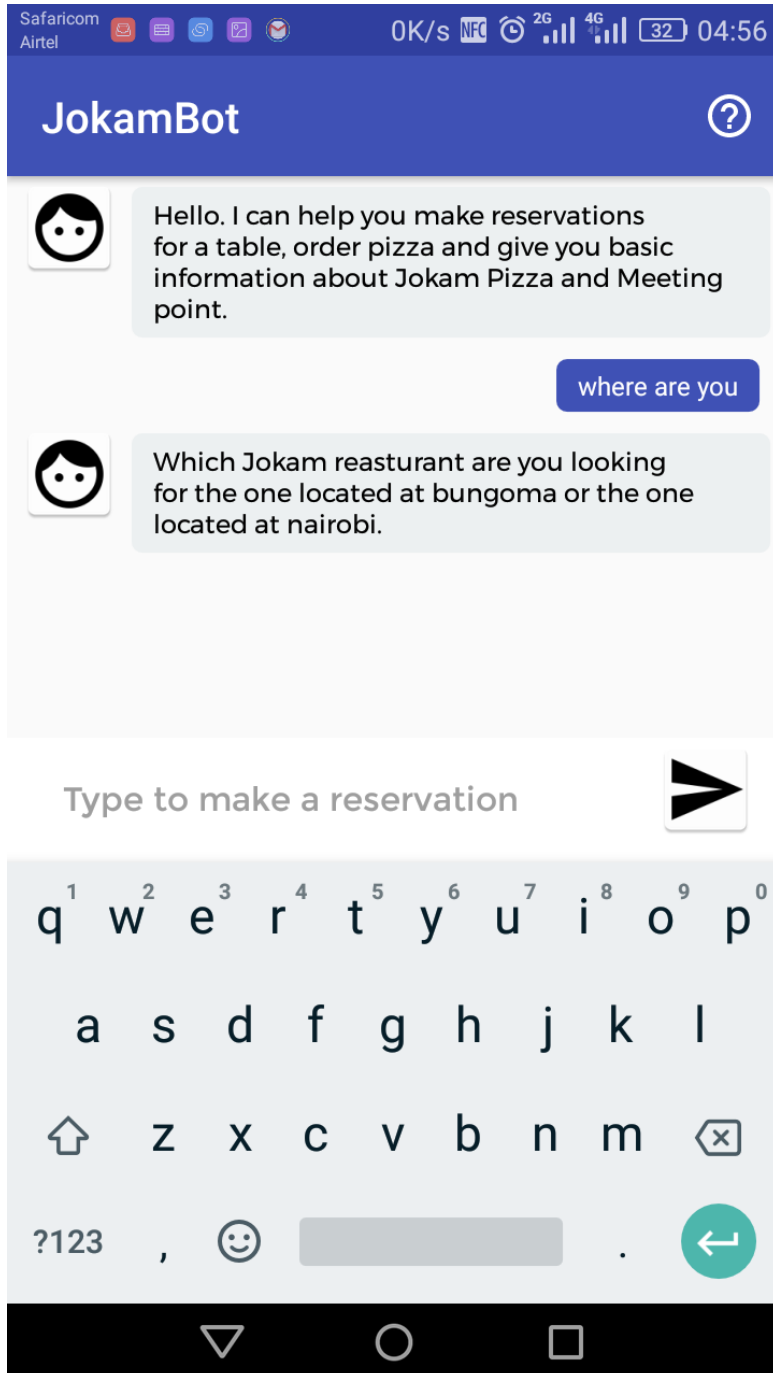 Safaricom
Airtel
0K/s NFC 2G 4G 32 04:56
JokamBot
?
Hello. I can help you make reservations
for a table, order pizza and give you basic
information about Jokam Pizza and Meeting
point.
where are you
Which Jokam reasturant are you looking
for the one located at bungoma or the one
located at nairobi.
Type to make a reservation
1 2 3 4 5 6 7 8 9 0
q w e r t y u i o p
a s d f g h j k l
z x c v b n m
?123 , .